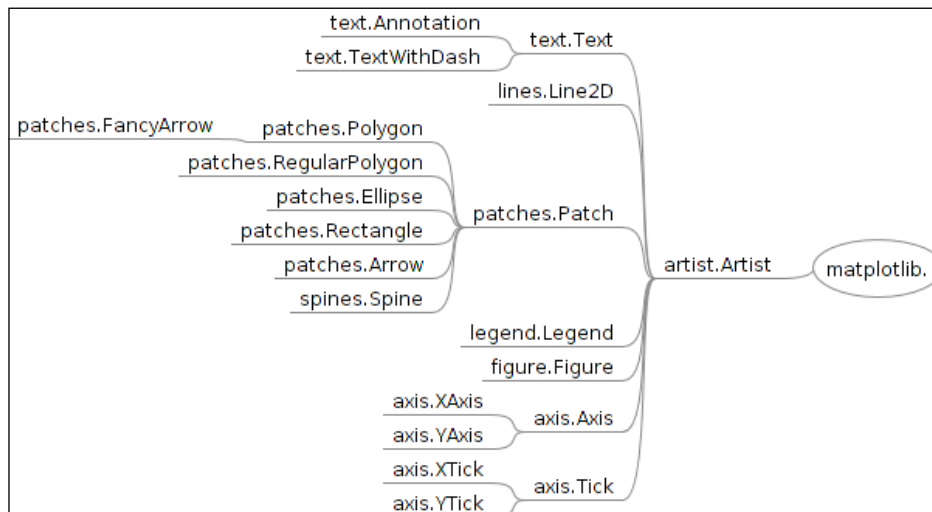 text.Annotation
text.Text
text.TextWithDash
lines.Line2D
patches.FancyArrow
patches.Polygon
patches.RegularPolygon
patches.Ellipse
patches.Patch
patches.Rectangle
patches.Arrow
artist.Artist
matplotlib.
spines.Spine
legend.Legend
figure.Figure
axis.XAxis
axis.Axis
axis.YAxis
axis.XTick
axis.Tick
axis.YTick